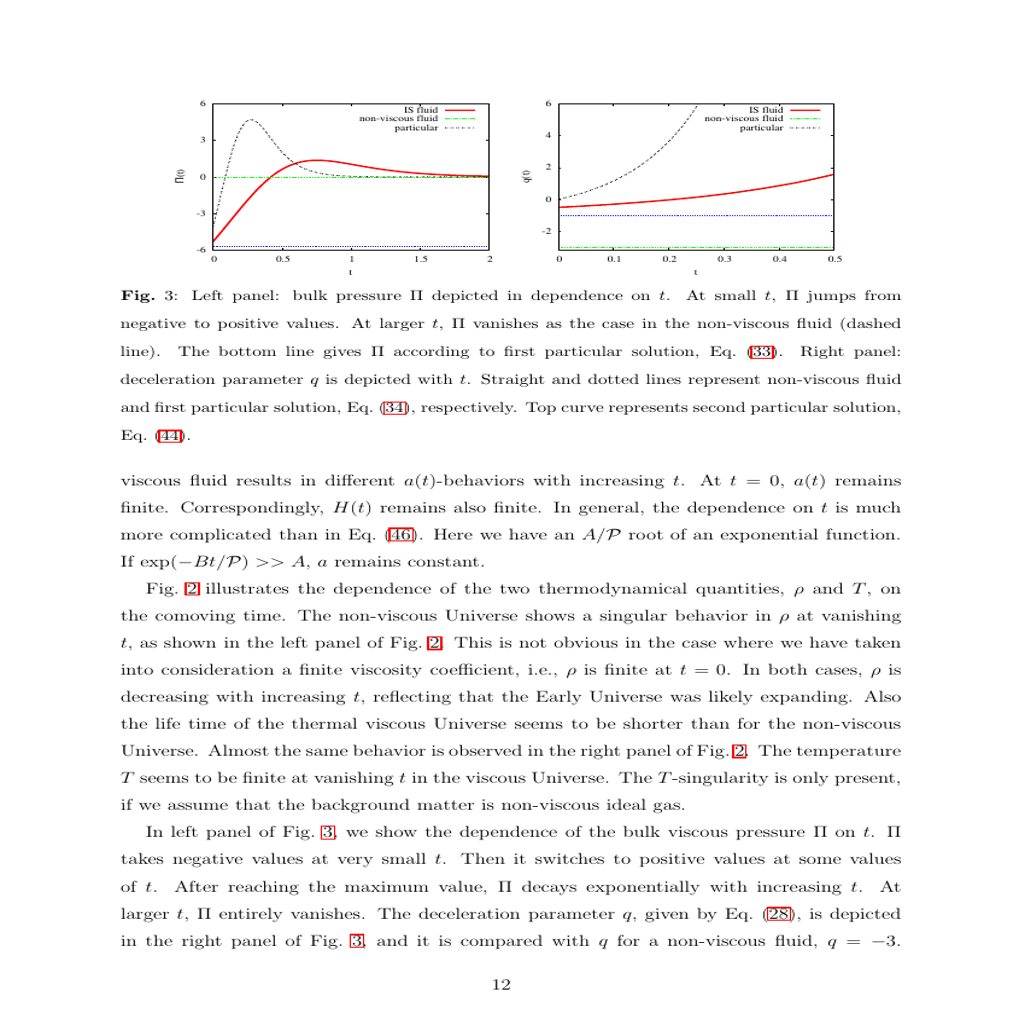 6
3
0
-3
-6
Π(t)
0
0.5
1
1.5
2
t
IS fluid
non-viscous fluid
particular
6
4
2
0
-2
q(t)
0
0.1
0.2
0.3
0.4
0.5
t
IS fluid
non-viscous fluid
particular
Fig. 3: Left panel: bulk pressure Π depicted in dependence on t. At small t, Π jumps from
negative to positive values. At larger t, Π vanishes as the case in the non-viscous fluid (dashed
line). The bottom line gives Π according to first particular solution, Eq. (33). Right panel:
deceleration parameter q is depicted with t. Straight and dotted lines represent non-viscous fluid
and first particular solution, Eq. (34), respectively. Top curve represents second particular solution,
Eq. (44).
viscous fluid results in different a(t)-behaviors with increasing t. At t = 0, a(t) remains
finite. Correspondingly, H(t) remains also finite. In general, the dependence on t is much
more complicated than in Eq. (46). Here we have an A/𝒫 root of an exponential function.
If exp(−Bt/𝒫) >> A, a remains constant.
Fig. 2 illustrates the dependence of the two thermodynamical quantities, ρ and T, on
the comoving time. The non-viscous Universe shows a singular behavior in ρ at vanishing
t, as shown in the left panel of Fig. 2. This is not obvious in the case where we have taken
into consideration a finite viscosity coefficient, i.e., ρ is finite at t = 0. In both cases, ρ is
decreasing with increasing t, reflecting that the Early Universe was likely expanding. Also
the life time of the thermal viscous Universe seems to be shorter than for the non-viscous
Universe. Almost the same behavior is observed in the right panel of Fig. 2. The temperature
T seems to be finite at vanishing t in the viscous Universe. The T-singularity is only present,
if we assume that the background matter is non-viscous ideal gas.
In left panel of Fig. 3, we show the dependence of the bulk viscous pressure Π on t. Π
takes negative values at very small t. Then it switches to positive values at some values
of t. After reaching the maximum value, Π decays exponentially with increasing t. At
larger t, Π entirely vanishes. The deceleration parameter q, given by Eq. (28), is depicted
in the right panel of Fig. 3, and it is compared with q for a non-viscous fluid, q = −3.
12